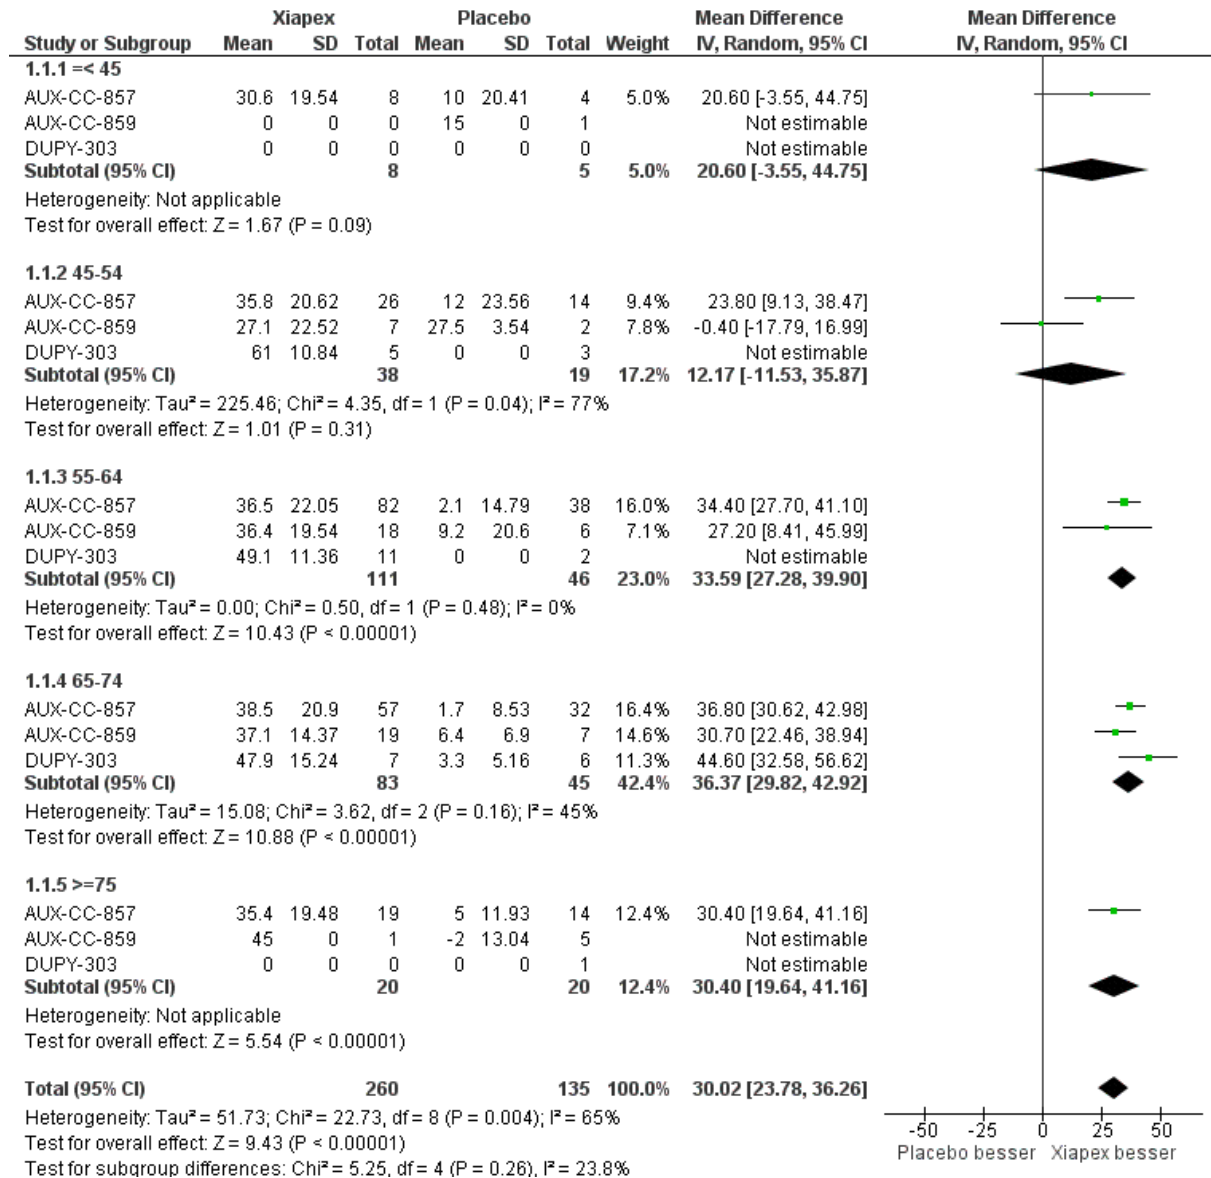 Xiapex Placebo Mean Difference Mean Difference
Study or Subgroup Mean SD Total Mean SD Total Weight IV, Random, 95% CI IV, Random, 95% CI
1.1.1 =< 45
AUX-CC-857 30.6 19.54 8 10 20.41 4 5.0% 20.60 [-3.55, 44.75]
AUX-CC-859 0 0 0 15 0 1 Not estimable
DUPY-303 0 0 0 0 0 0 Not estimable
Subtotal (95% CI) 8 5 5.0% 20.60 [-3.55, 44.75]
Heterogeneity: Not applicable
Test for overall effect: Z = 1.67 (P = 0.09)
1.1.2 45-54
AUX-CC-857 35.8 20.62 26 12 23.56 14 9.4% 23.80 [9.13, 38.47]
AUX-CC-859 27.1 22.52 7 27.5 3.54 2 7.8% -0.40 [-17.79, 16.99]
DUPY-303 61 10.84 5 0 0 3 Not estimable
Subtotal (95% CI) 38 19 17.2% 12.17 [-11.53, 35.87]
Heterogeneity: Tau² = 225.46; Chi² = 4.35, df = 1 (P = 0.04); I² = 77%
Test for overall effect: Z = 1.01 (P = 0.31)
1.1.3 55-64
AUX-CC-857 36.5 22.05 82 2.1 14.79 38 16.0% 34.40 [27.70, 41.10]
AUX-CC-859 36.4 19.54 18 9.2 20.6 6 7.1% 27.20 [8.41, 45.99]
DUPY-303 49.1 11.36 11 0 0 2 Not estimable
Subtotal (95% CI) 111 46 23.0% 33.59 [27.28, 39.90]
Heterogeneity: Tau² = 0.00; Chi² = 0.50, df = 1 (P = 0.48); I² = 0%
Test for overall effect: Z = 10.43 (P < 0.00001)
1.1.4 65-74
AUX-CC-857 38.5 20.9 57 1.7 8.53 32 16.4% 36.80 [30.62, 42.98]
AUX-CC-859 37.1 14.37 19 6.4 6.9 7 14.6% 30.70 [22.46, 38.94]
DUPY-303 47.9 15.24 7 3.3 5.16 6 11.3% 44.60 [32.58, 56.62]
Subtotal (95% CI) 83 45 42.4% 36.37 [29.82, 42.92]
Heterogeneity: Tau² = 15.08; Chi² = 3.62, df = 2 (P = 0.16); I² = 45%
Test for overall effect: Z = 10.88 (P < 0.00001)
1.1.5 >=75
AUX-CC-857 35.4 19.48 19 5 11.93 14 12.4% 30.40 [19.64, 41.16]
AUX-CC-859 45 0 1 -2 13.04 5 Not estimable
DUPY-303 0 0 0 0 0 1 Not estimable
Subtotal (95% CI) 20 20 12.4% 30.40 [19.64, 41.16]
Heterogeneity: Not applicable
Test for overall effect: Z = 5.54 (P < 0.00001)
Total (95% CI) 260 135 100.0% 30.02 [23.78, 36.26]
Heterogeneity: Tau² = 51.73; Chi² = 22.73, df = 8 (P = 0.004); I² = 65%
Test for overall effect: Z = 9.43 (P < 0.00001)
Test for subgroup differences: Chi² = 5.25, df = 4 (P = 0.26), I² = 23.8%
-50 -25 0 25 50
Placebo besser Xiapex besser